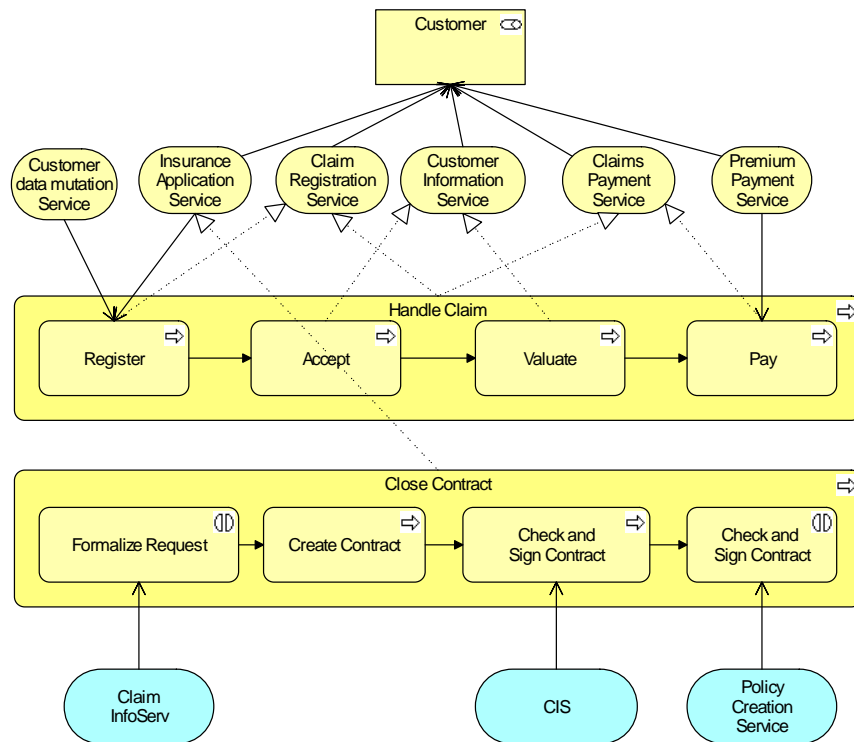 Customer
Customer
data mutation
Service
Insurance
Application
Service
Claim
Registration
Service
Customer
Information
Service
Claims
Payment
Service
Premium
Payment
Service
Handle Claim
Register
Accept
Valuate
Pay
Close Contract
Formalize Request
Create Contract
Check and
Sign Contract
Check and
Sign Contract
Claim
InfoServ
CIS
Policy
Creation
Service